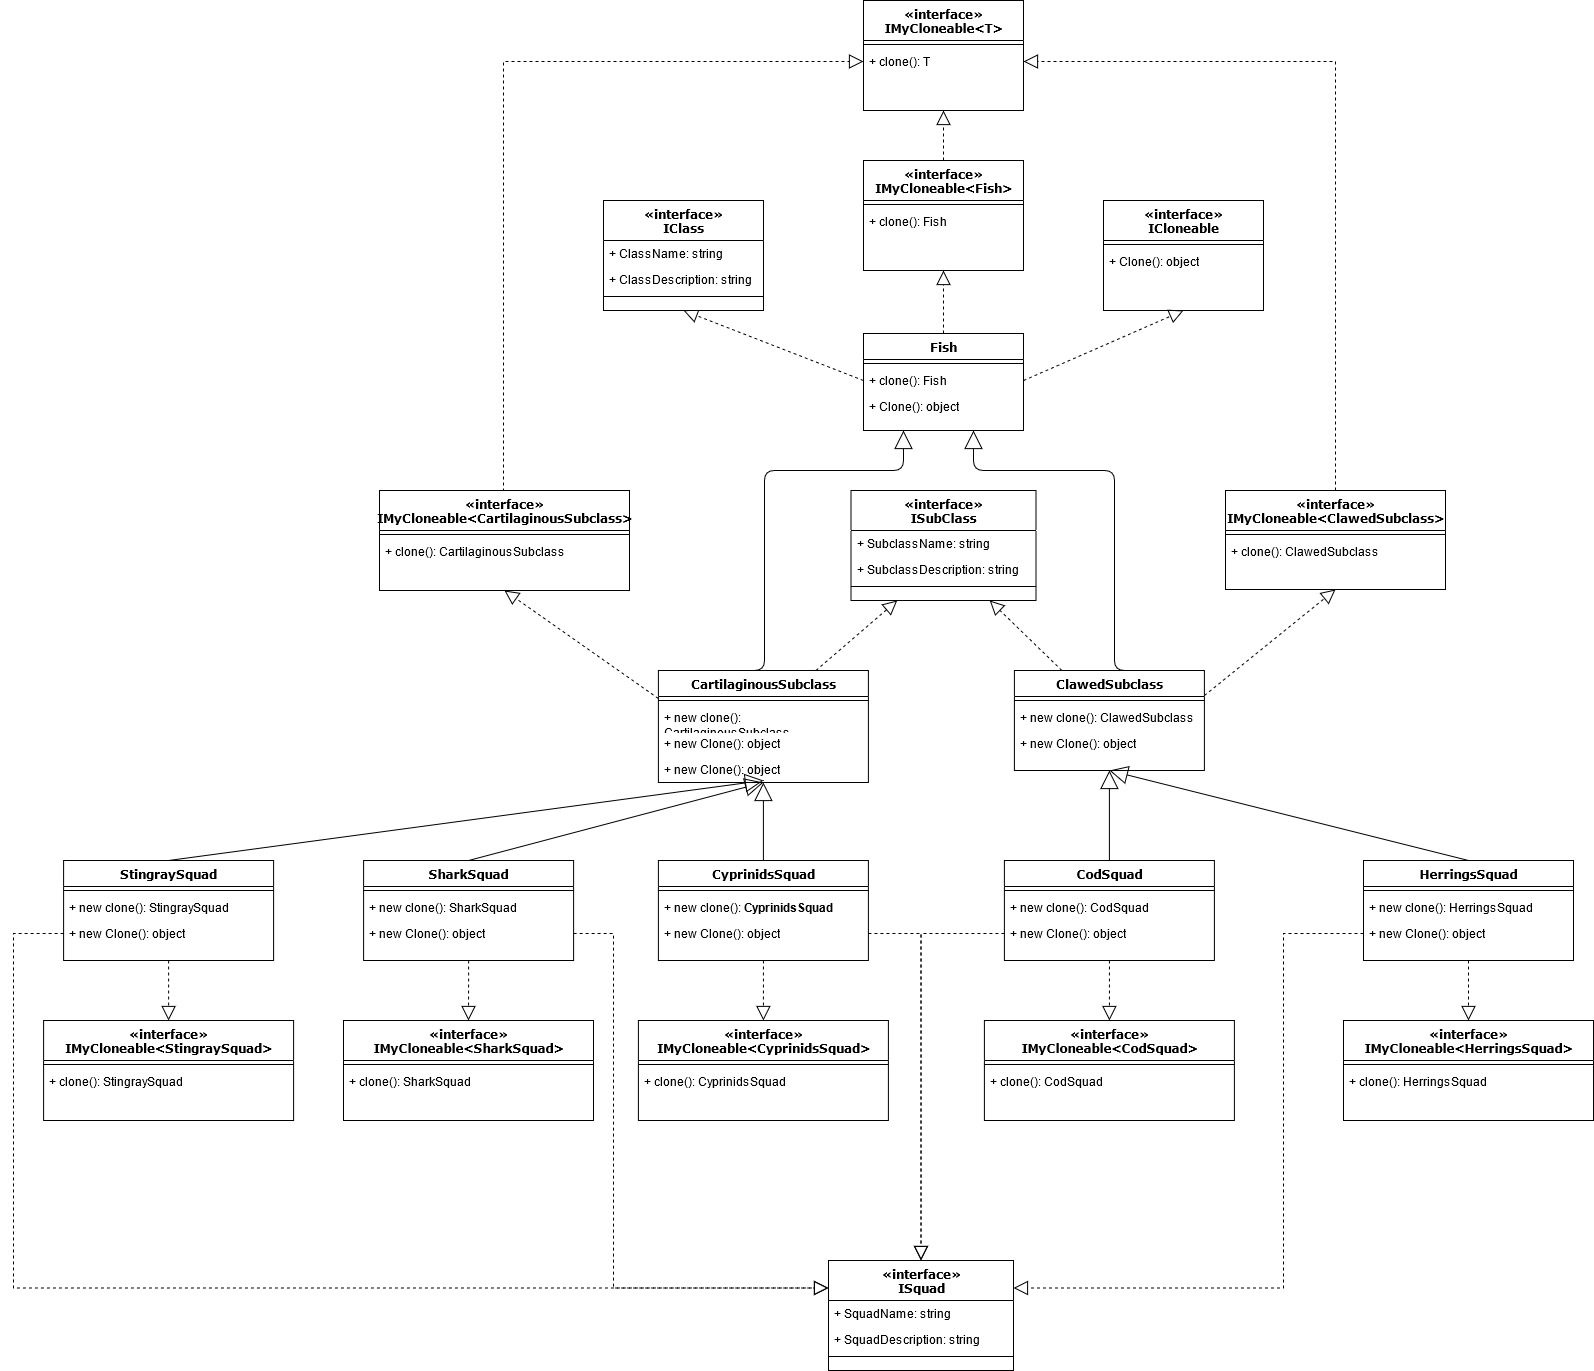 «interface»
IMyCloneable<T>
+ clone(): T
«interface»
IMyCloneable<Fish>
+ clone(): Fish
«interface»
IClass
+ ClassName: string
+ ClassDescription: string
«interface»
ICloneable
+ Clone(): object
Fish
+ clone(): Fish
+ Clone(): object
«interface»
IMyCloneable<CartilaginousSubclass>
+ clone(): CartilaginousSubclass
«interface»
ISubClass
+ SubclassName: string
+ SubclassDescription: string
«interface»
IMyCloneable<ClawedSubclass>
+ clone(): ClawedSubclass
CartilaginousSubclass
+ new clone():
CartilaginousSubclass
+ new Clone(): object
+ new Clone(): object
ClawedSubclass
+ new clone(): ClawedSubclass
+ new Clone(): object
StingraySquad
+ new clone(): StingraySquad
+ new Clone(): object
SharkSquad
+ new clone(): SharkSquad
+ new Clone(): object
CyprinidsSquad
+ new clone(): CyprinidsSquad
+ new Clone(): object
CodSquad
+ new clone(): CodSquad
+ new Clone(): object
HerringsSquad
+ new clone(): HerringsSquad
+ new Clone(): object
«interface»
IMyCloneable<StingraySquad>
+ clone(): StingraySquad
«interface»
IMyCloneable<SharkSquad>
+ clone(): SharkSquad
«interface»
IMyCloneable<CyprinidsSquad>
+ clone(): CyprinidsSquad
«interface»
IMyCloneable<CodSquad>
+ clone(): CodSquad
«interface»
IMyCloneable<HerringsSquad>
+ clone(): HerringsSquad
«interface»
ISquad
+ SquadName: string
+ SquadDescription: string